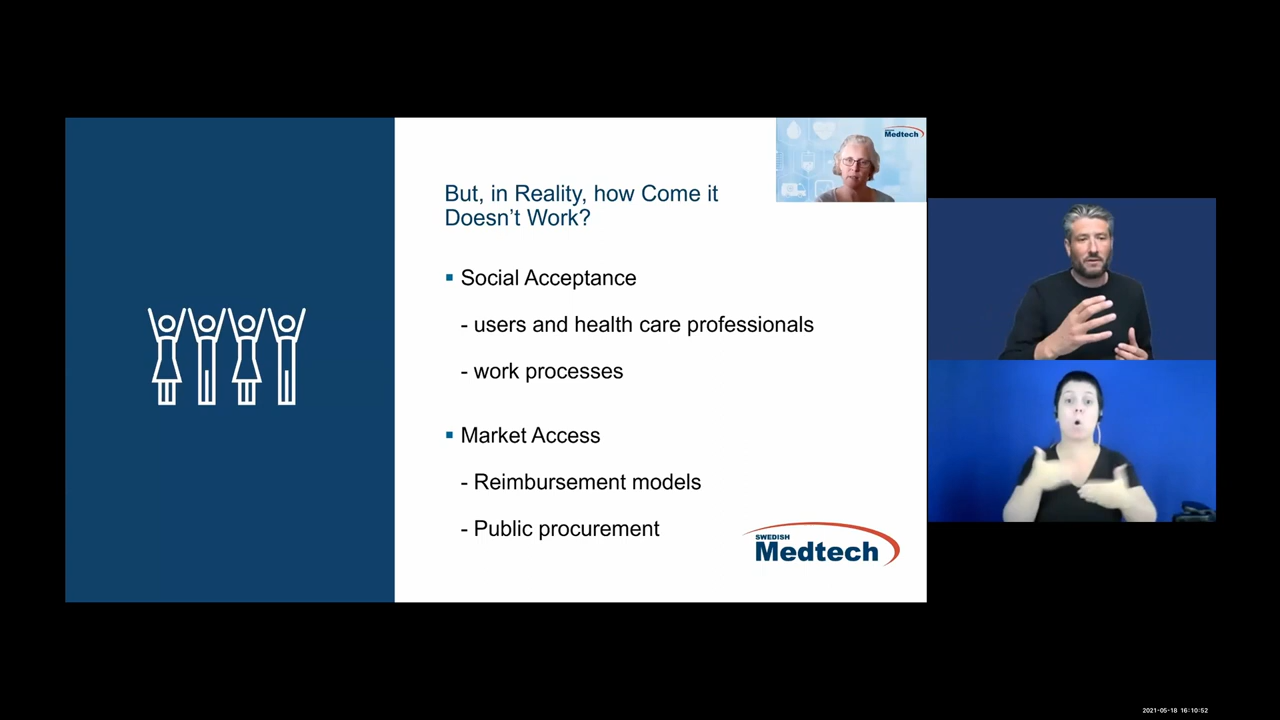 Medtech
But, in Reality, how Come it
Doesn't Work?
▪ Social Acceptance
- users and health care professionals
- work processes
▪ Market Access
- Reimbursement models
- Public procurement
SWEDISH
Medtech
2021-05-18 16:10:52